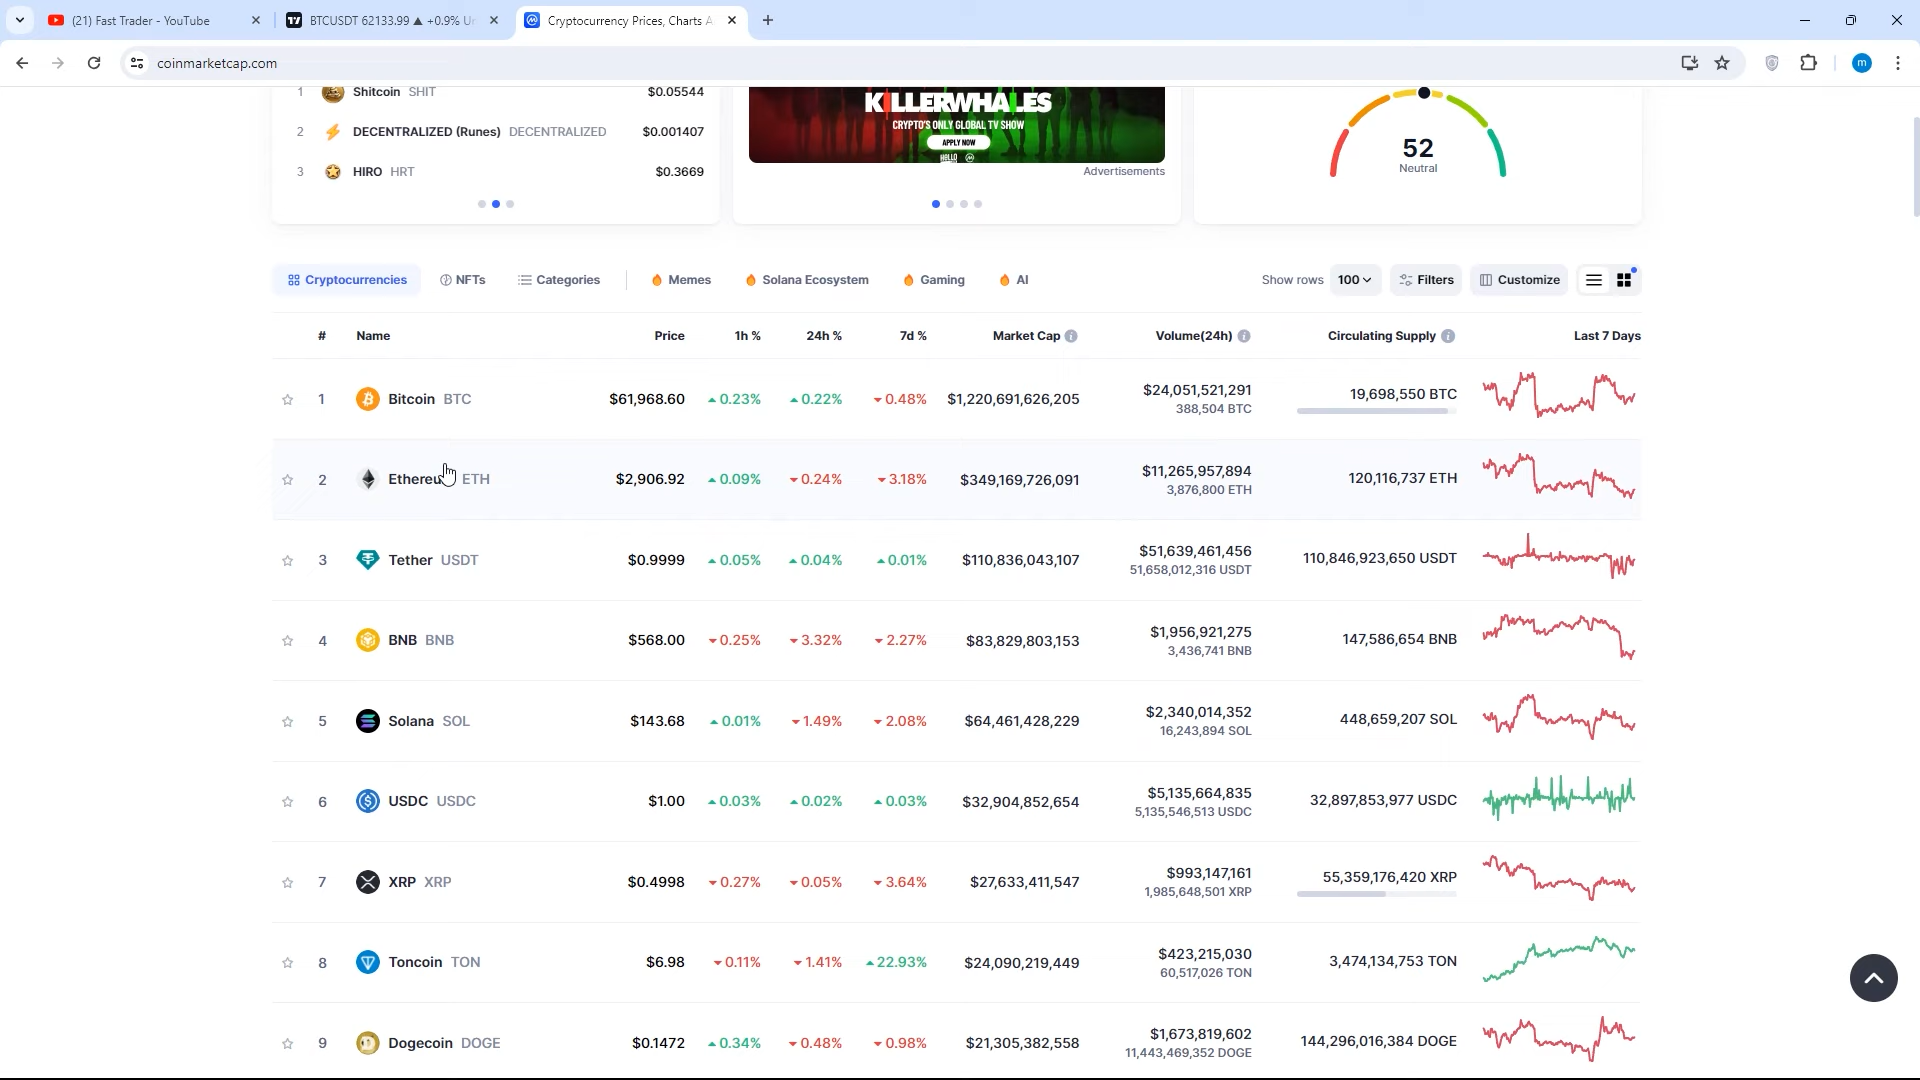 (21) Fast Trader - YouTube
BTCUSDT 62133.99 ▲ +0.9% Un
Cryptocurrency Prices, Charts A
coinmarketcap.com
m
1 Shitcoin SHIT $0.05544
2 DECENTRALIZED (Runes) DECENTRALIZED $0.001407
3 HIRO HRT $0.3669
KILLERWHALES
CRYPTO'S ONLY GLOBAL TV SHOW
APPLY NOW
HELLO
Advertisements
52
Neutral
Cryptocurrencies NFTs Categories Memes Solana Ecosystem Gaming AI Show rows 100 Filters Customize
# Name Price 1h % 24h % 7d % Market Cap Volume(24h) Circulating Supply Last 7 Days
1 Bitcoin BTC $61,968.60 0.23% 0.22% 0.48% $1,220,691,626,205 $24,051,521,291 19,698,550 BTC
388,504 BTC
2 Ethereu ETH $2,906.92 0.09% 0.24% 3.18% $349,169,726,091 $11,265,957,894 120,116,737 ETH
3,876,800 ETH
3 Tether USDT $0.9999 0.05% 0.04% 0.01% $110,836,043,107 $51,639,461,456 110,846,923,650 USDT
51,658,012,316 USDT
4 BNB BNB $568.00 0.25% 3.32% 2.27% $83,829,803,153 $1,956,921,275 147,586,654 BNB
3,436,741 BNB
5 Solana SOL $143.68 0.01% 1.49% 2.08% $64,461,428,229 $2,340,014,352 448,659,207 SOL
16,243,894 SOL
6 USDC USDC $1.00 0.03% 0.02% 0.03% $32,904,852,654 $5,135,664,835 32,897,853,977 USDC
5,135,546,513 USDC
7 XRP XRP $0.4998 0.27% 0.05% 3.64% $27,633,411,547 $993,147,161 55,359,176,420 XRP
1,985,648,501 XRP
8 Toncoin TON $6.98 0.11% 1.41% 22.93% $24,090,219,449 $423,215,030 3,474,134,753 TON
60,517,026 TON
9 Dogecoin DOGE $0.1472 0.34% 0.48% 0.98% $21,305,382,558 $1,673,819,602 144,296,016,384 DOGE
11,443,469,352 DOGE